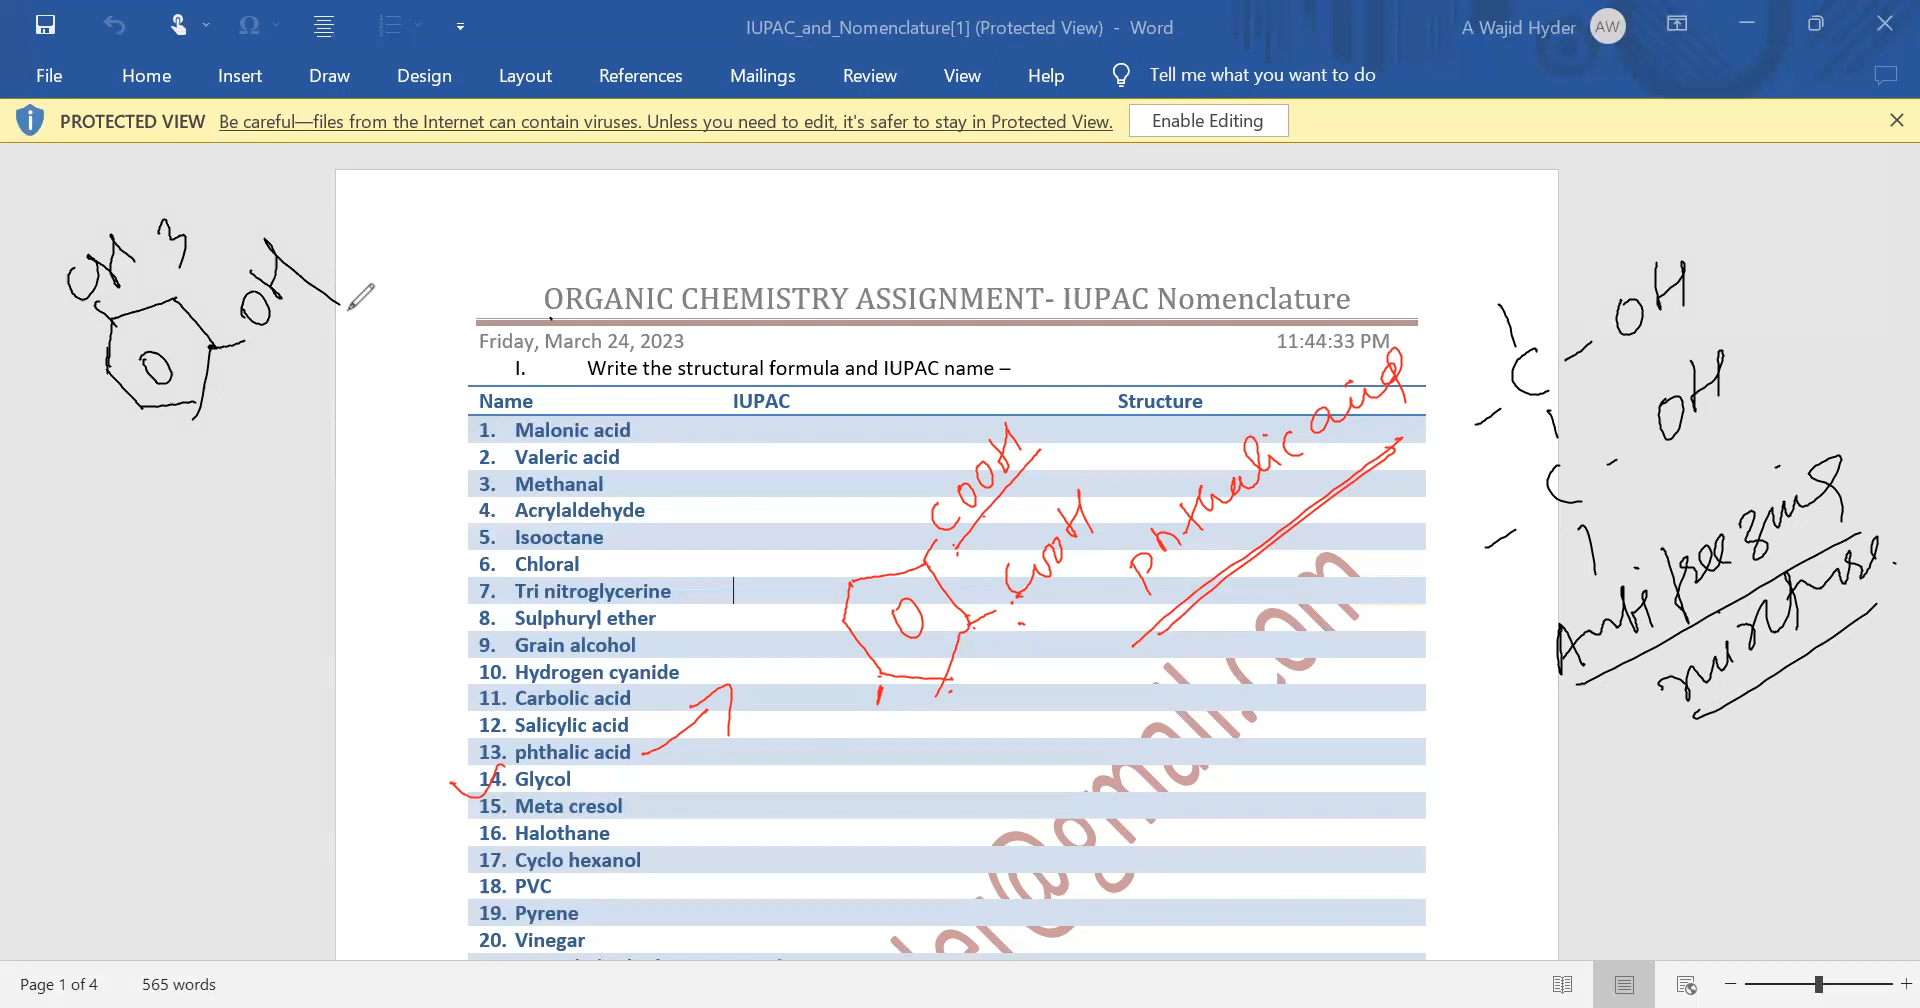 IUPAC_and_Nomenclature[1] (Protected View) - Word
A Wajid Hyder AW
File Home Insert Draw Design Layout References Mailings Review View Help Tell me what you want to do
PROTECTED VIEW Be careful—files from the Internet can contain viruses. Unless you need to edit, it's safer to stay in Protected View. Enable Editing
CH3
OH
ORGANIC CHEMISTRY ASSIGNMENT- IUPAC Nomenclature
Friday, March 24, 2023 11:44:33 PM
I. Write the structural formula and IUPAC name –
Name IUPAC Structure
1. Malonic acid
2. Valeric acid
3. Methanal
4. Acrylaldehyde
5. Isooctane
6. Chloral
7. Tri nitroglycerine
8. Sulphuryl ether
9. Grain alcohol
10. Hydrogen cyanide
11. Carbolic acid
12. Salicylic acid
13. phthalic acid
14. Glycol
15. Meta cresol
16. Halothane
17. Cyclo hexanol
18. PVC
19. Pyrene
20. Vinegar
COOH
COOH
phthalic acid
C - OH
C - OH
Antifreezing
mixture.
@gmail.com
Page 1 of 4 565 words